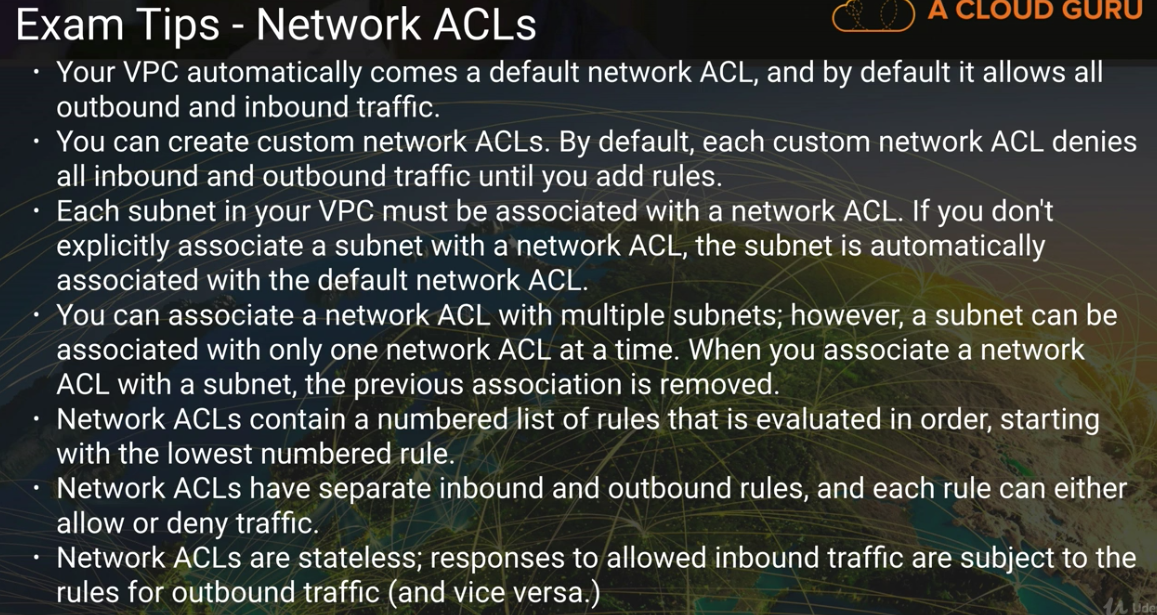 Exam Tips - Network ACLs
A CLOUD GURU
· Your VPC automatically comes a default network ACL, and by default it allows all
outbound and inbound traffic.
· You can create custom network ACLs. By default, each custom network ACL denies
all inbound and outbound traffic until you add rules.
· Each subnet in your VPC must be associated with a network ACL. If you don't
explicitly associate a subnet with a network ACL, the subnet is automatically
associated with the default network ACL.
· You can associate a network ACL with multiple subnets; however, a subnet can be
associated with only one network ACL at a time. When you associate a network
ACL with a subnet, the previous association is removed.
· Network ACLs contain a numbered list of rules that is evaluated in order, starting
with the lowest numbered rule.
· Network ACLs have separate inbound and outbound rules, and each rule can either
allow or deny traffic.
· Network ACLs are stateless; responses to allowed inbound traffic are subject to the
rules for outbound traffic (and vice versa.)